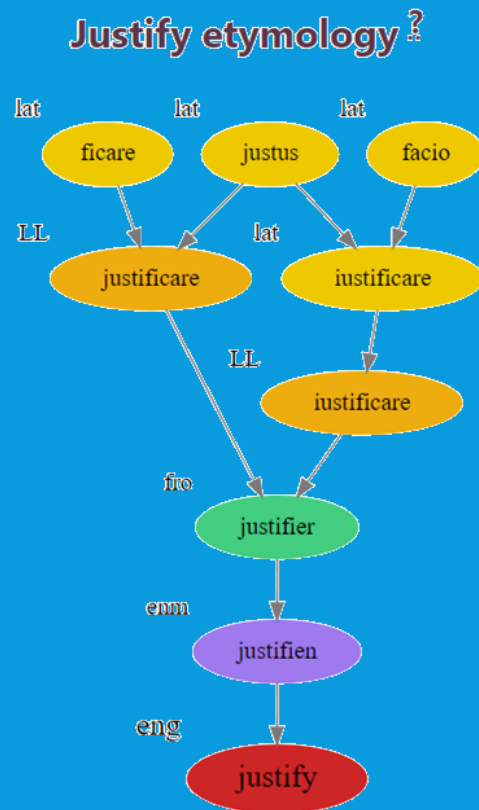 Justify etymology ?
lat lat lat
ficare justus facio
LL lat
justificare iustificare
LL
iustificare
fro
justifier
enm
justifien
eng
justify